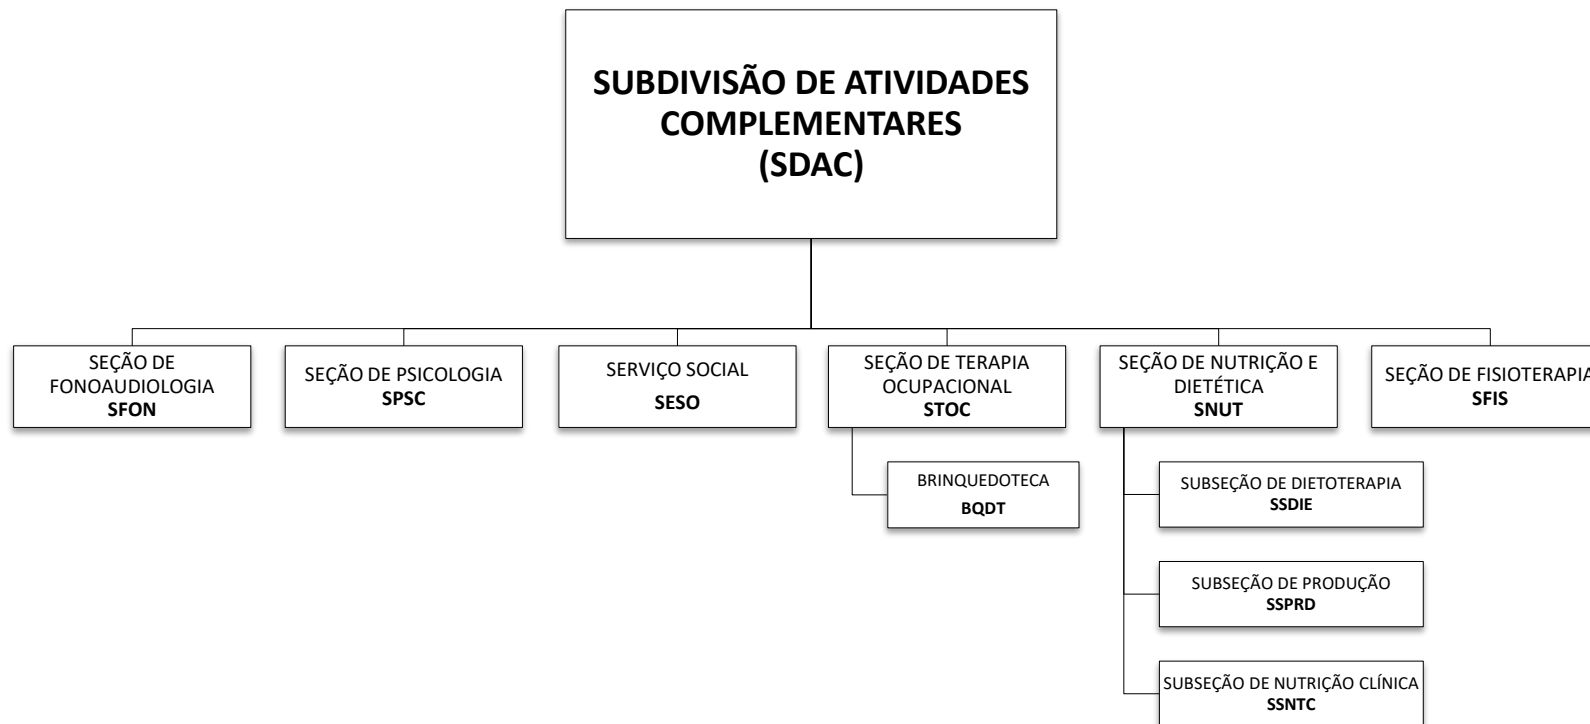 SUBDIVISÃO DE ATIVIDADES
COMPLEMENTARES
(SDAC)
SEÇÃO DE
FONOAUDIOLOGIA
SFON
SEÇÃO DE PSICOLOGIA
SPSC
SERVIÇO SOCIAL
SESO
SEÇÃO DE TERAPIA
OCUPACIONAL
STOC
SEÇÃO DE NUTRIÇÃO E
DIETÉTICA
SNUT
SEÇÃO DE FISIOTERAPIA
SFIS
BRINQUEDOTECA
BQDT
SUBSEÇÃO DE DIETOTERAPIA
SSDIE
SUBSEÇÃO DE PRODUÇÃO
SSPRD
SUBSEÇÃO DE NUTRIÇÃO CLÍNICA
SSNTC